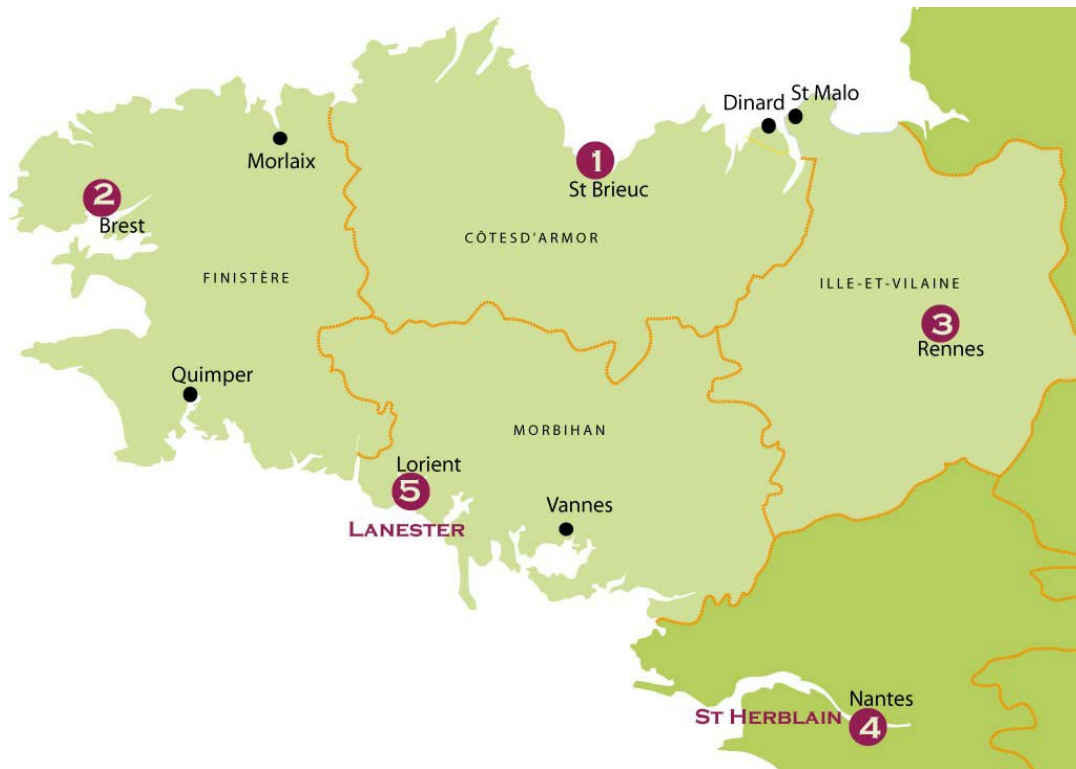 Dinard
St Malo
Morlaix
1
St Brieuc
2
Brest
CÔTESD'ARMOR
FINISTÈRE
ILLE-ET-VILAINE
3
Rennes
Quimper
MORBIHAN
Lorient
5
LANESTER
Vannes
Nantes
ST HERBLAIN
4